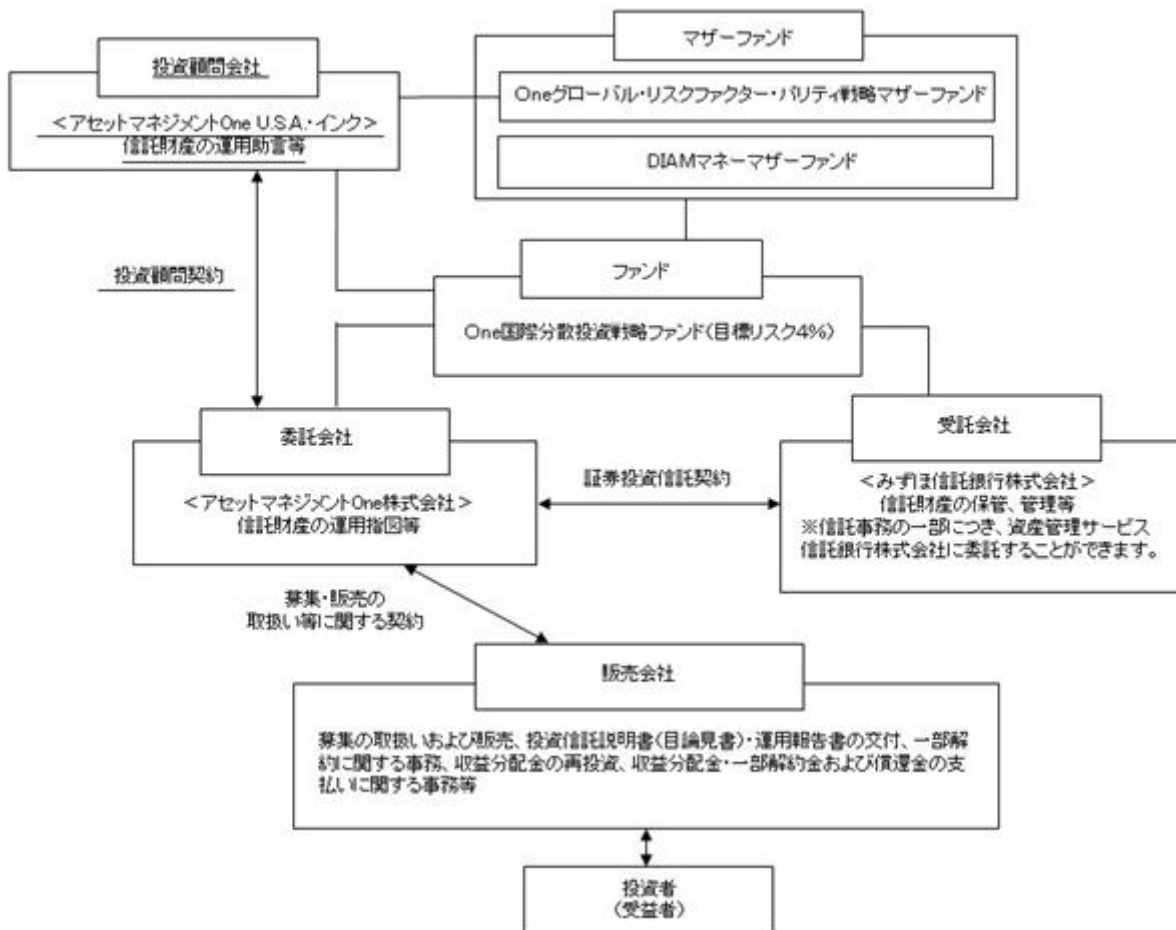 マザーファンド
投資顧問会社
Oneグローバル・リスクファクター・パリティ戦略マザーファンド
＜アセットマネジメントOne U.S.A.・インク＞
信託財産の運用助言等
DIAMマネーマザーファンド
ファンド
投資顧問契約
One国際分散投資戦略ファンド(目標リスク4%)
委託会社
受託会社
証券投資信託契約
＜アセットマネジメントOne株式会社＞
信託財産の運用指図等
＜みずほ信託銀行株式会社＞
信託財産の保管、管理等
※信託事務の一部につき、資産管理サービス
信託銀行株式会社に委託することができます。
募集・販売の
取扱い等に関する契約
販売会社
募集の取扱いおよび販売、投資信託説明書(目論見書)・運用報告書の交付、一部解
約に関する事務、収益分配金の再投資、収益分配金・一部解約金および償還金の支
払いに関する事務等
投資者
(受益者)